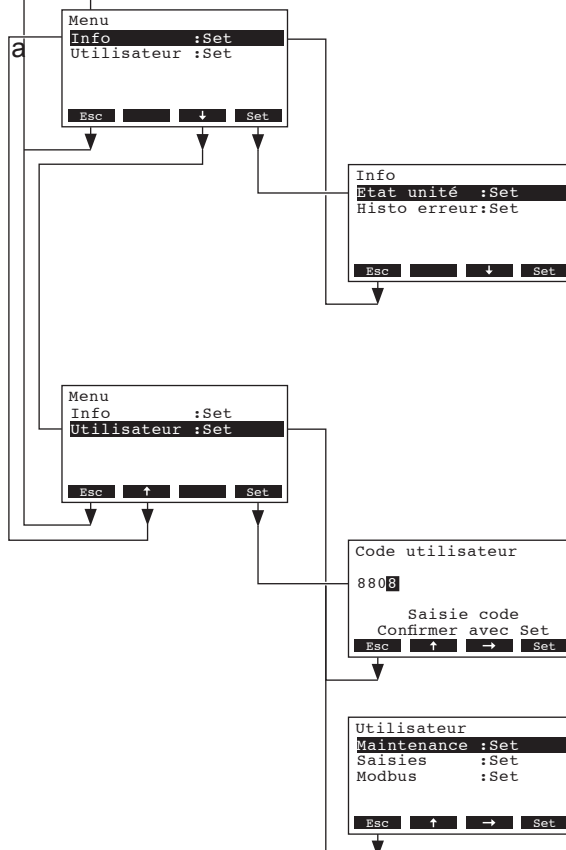 a
Menu
Info :Set
Utilisateur :Set
Esc ↓ Set
Info
Etat unité :Set
Histo erreur:Set
Esc ↓ Set
Menu
Info :Set
Utilisateur :Set
Esc ↑ Set
Code utilisateur
8808
Saisie code
Confirmer avec Set
Esc ↑ → Set
Utilisateur
Maintenance :Set
Saisies :Set
Modbus :Set
Esc ↑ → Set